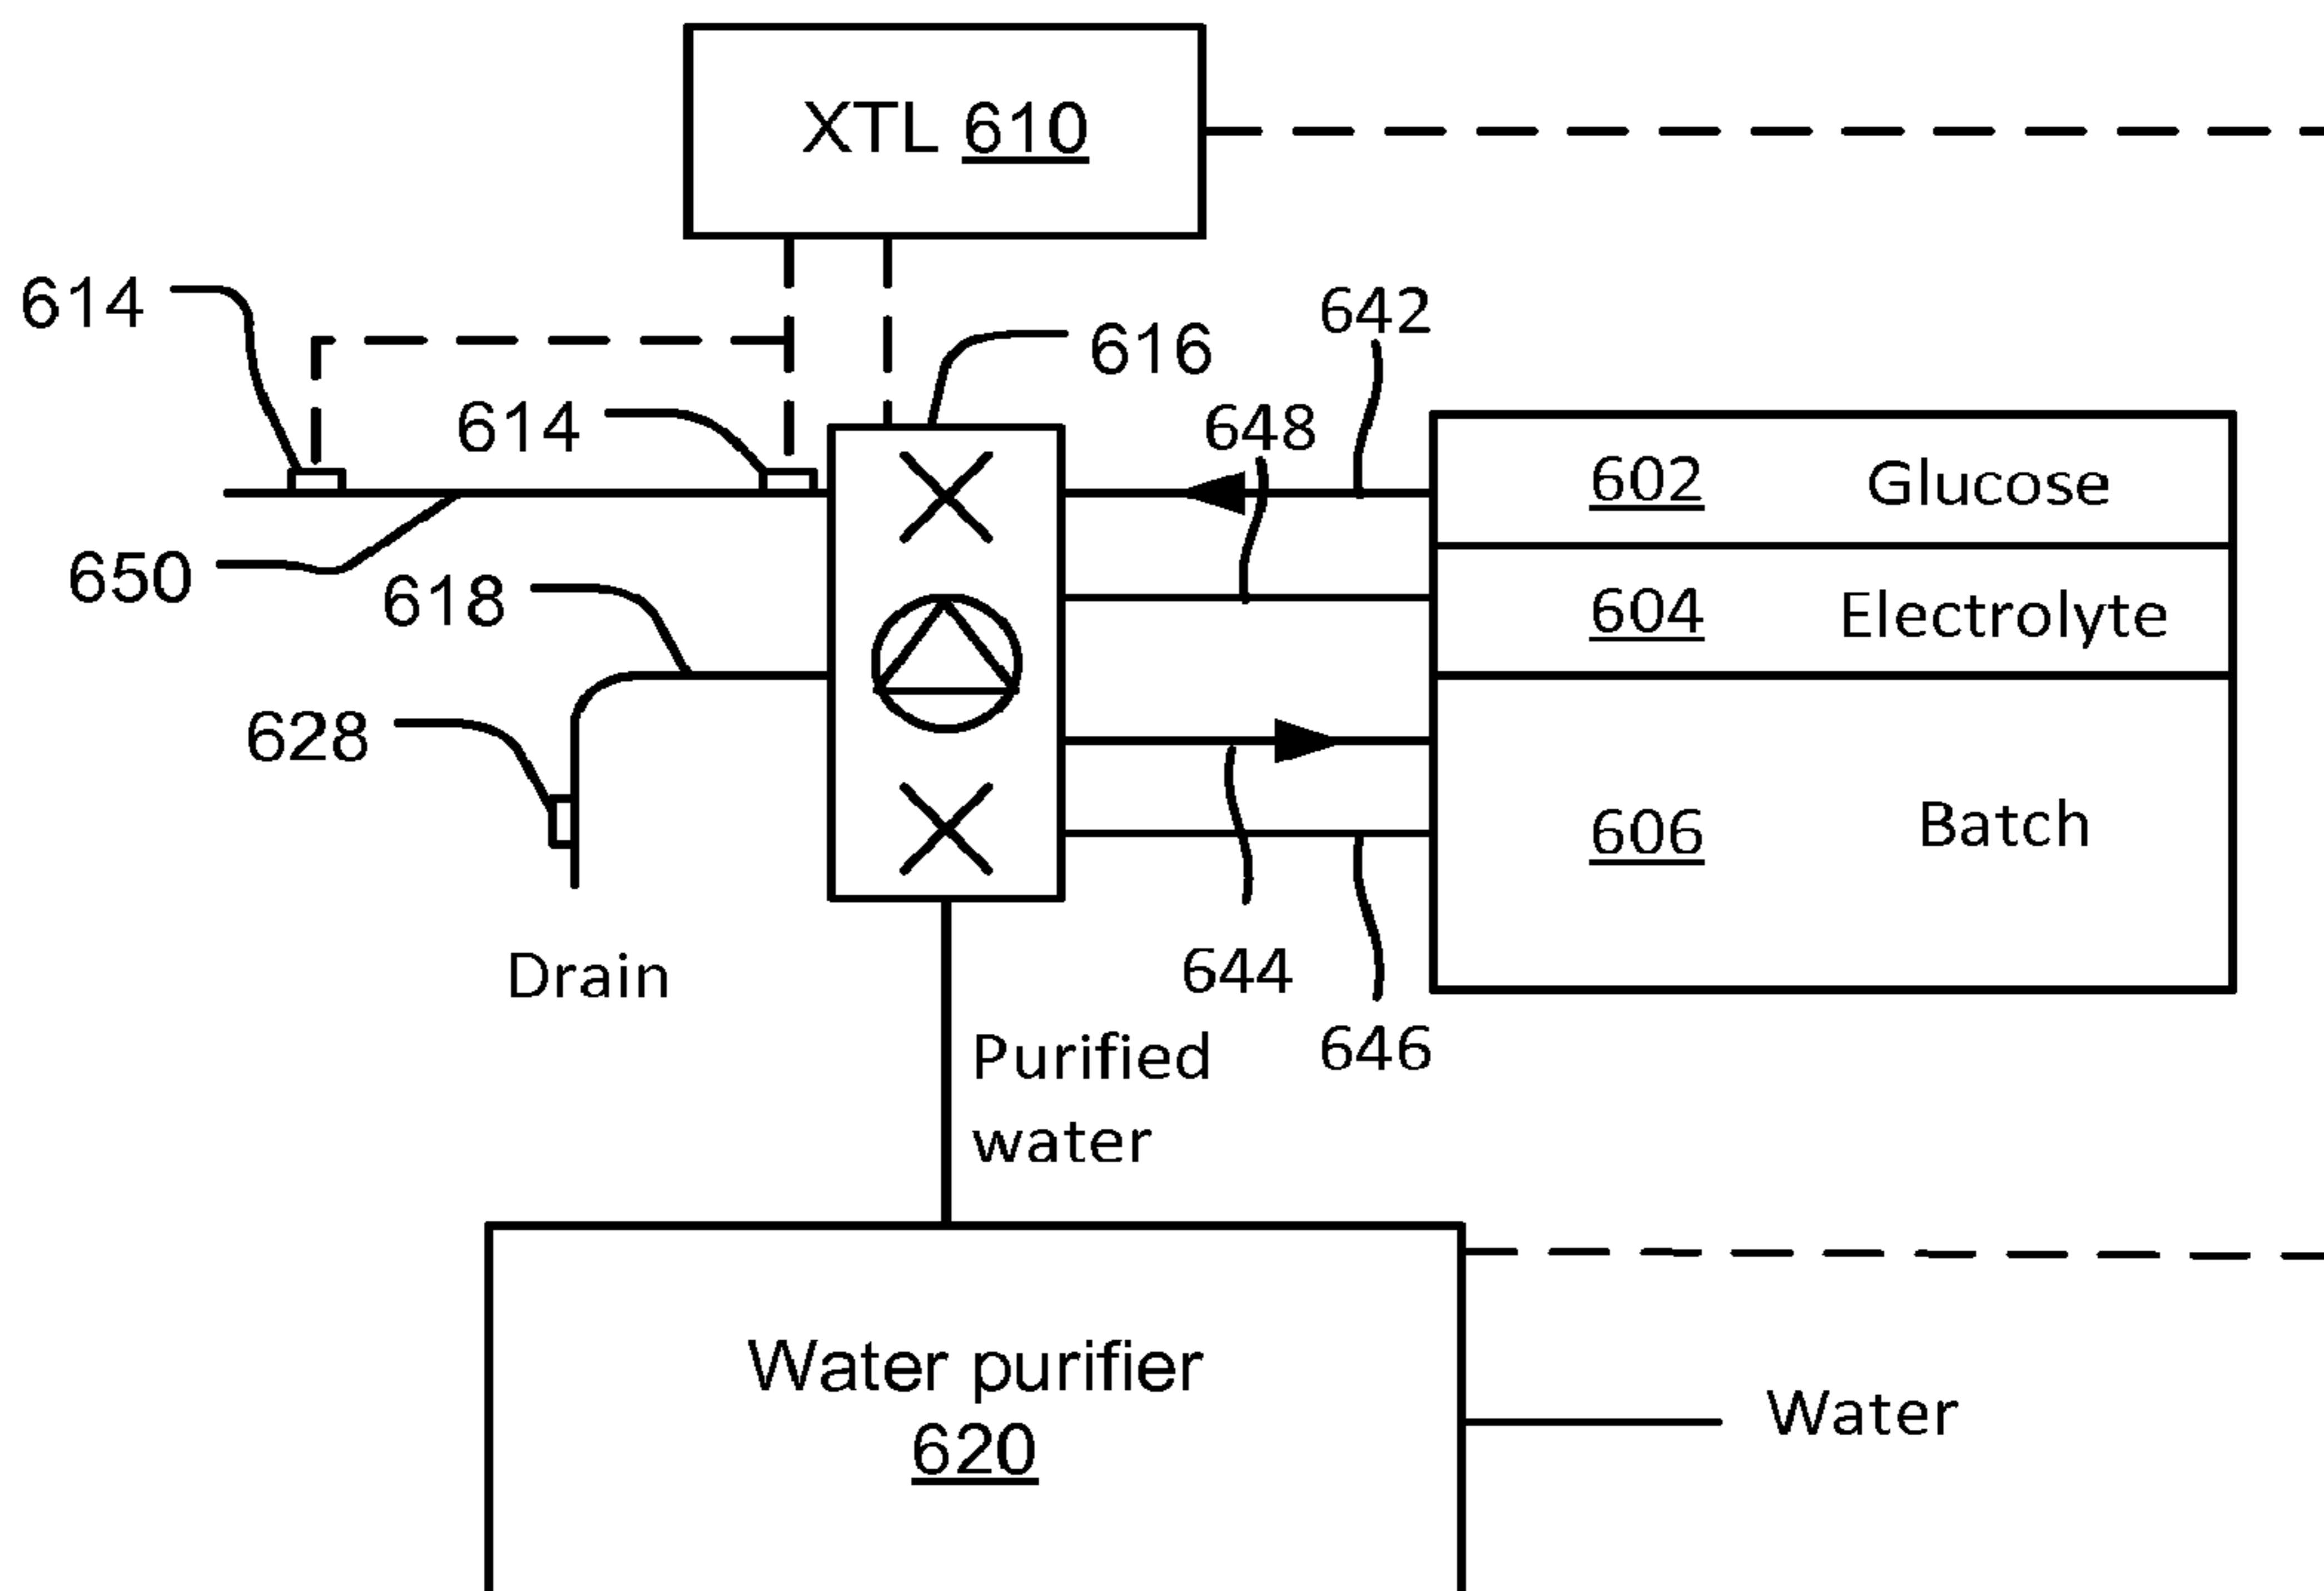 XTL 610
614
642
616
614
648
602 Glucose
650
618
604 Electrolyte
628
606 Batch
Drain
644
646
Purified
water
Water purifier
620
Water